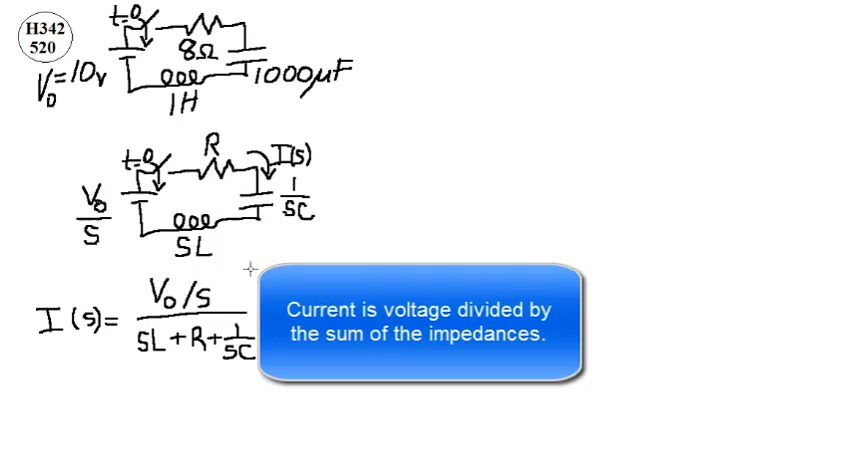 H342
520
t=0
8Ω
V₀=10v
1000μF
1H
t=0
R
I(s)
V₀/S
1/SC
SL
I(s)= V₀/S / SL+R+1/SC
Current is voltage divided by
the sum of the impedances.